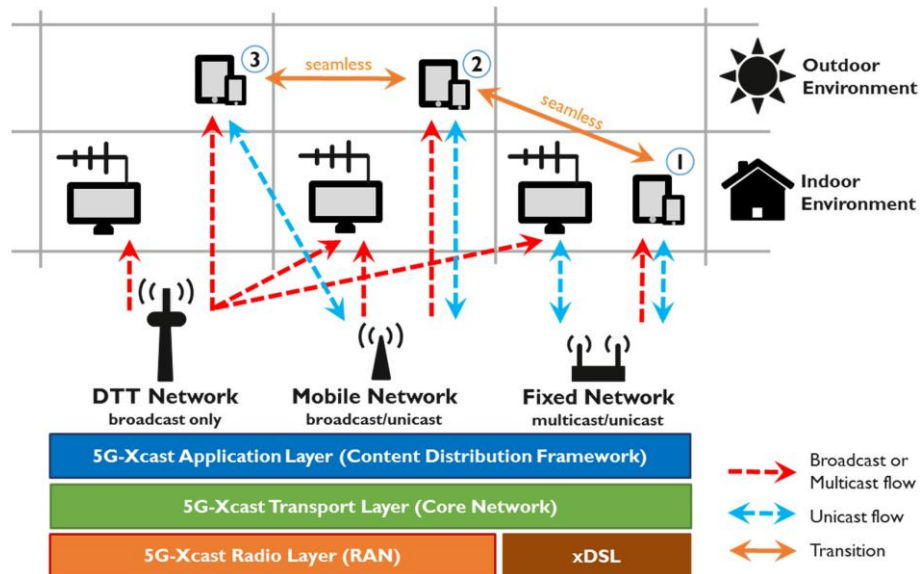 3
seamless
2
seamless
1
Outdoor
Environment
Indoor
Environment
DTT Network
broadcast only
Mobile Network
broadcast/unicast
Fixed Network
multicast/unicast
5G-Xcast Application Layer (Content Distribution Framework)
5G-Xcast Transport Layer (Core Network)
5G-Xcast Radio Layer (RAN)
xDSL
Broadcast or
Multicast flow
Unicast flow
Transition